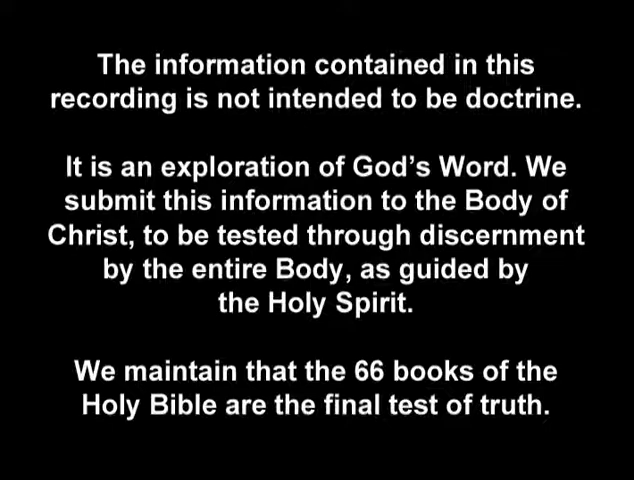 The information contained in this
recording is not intended to be doctrine.
It is an exploration of God’s Word. We
submit this information to the Body of
Christ, to be tested through discernment
by the entire Body, as guided by
the Holy Spirit.
We maintain that the 66 books of the
Holy Bible are the final test of truth.